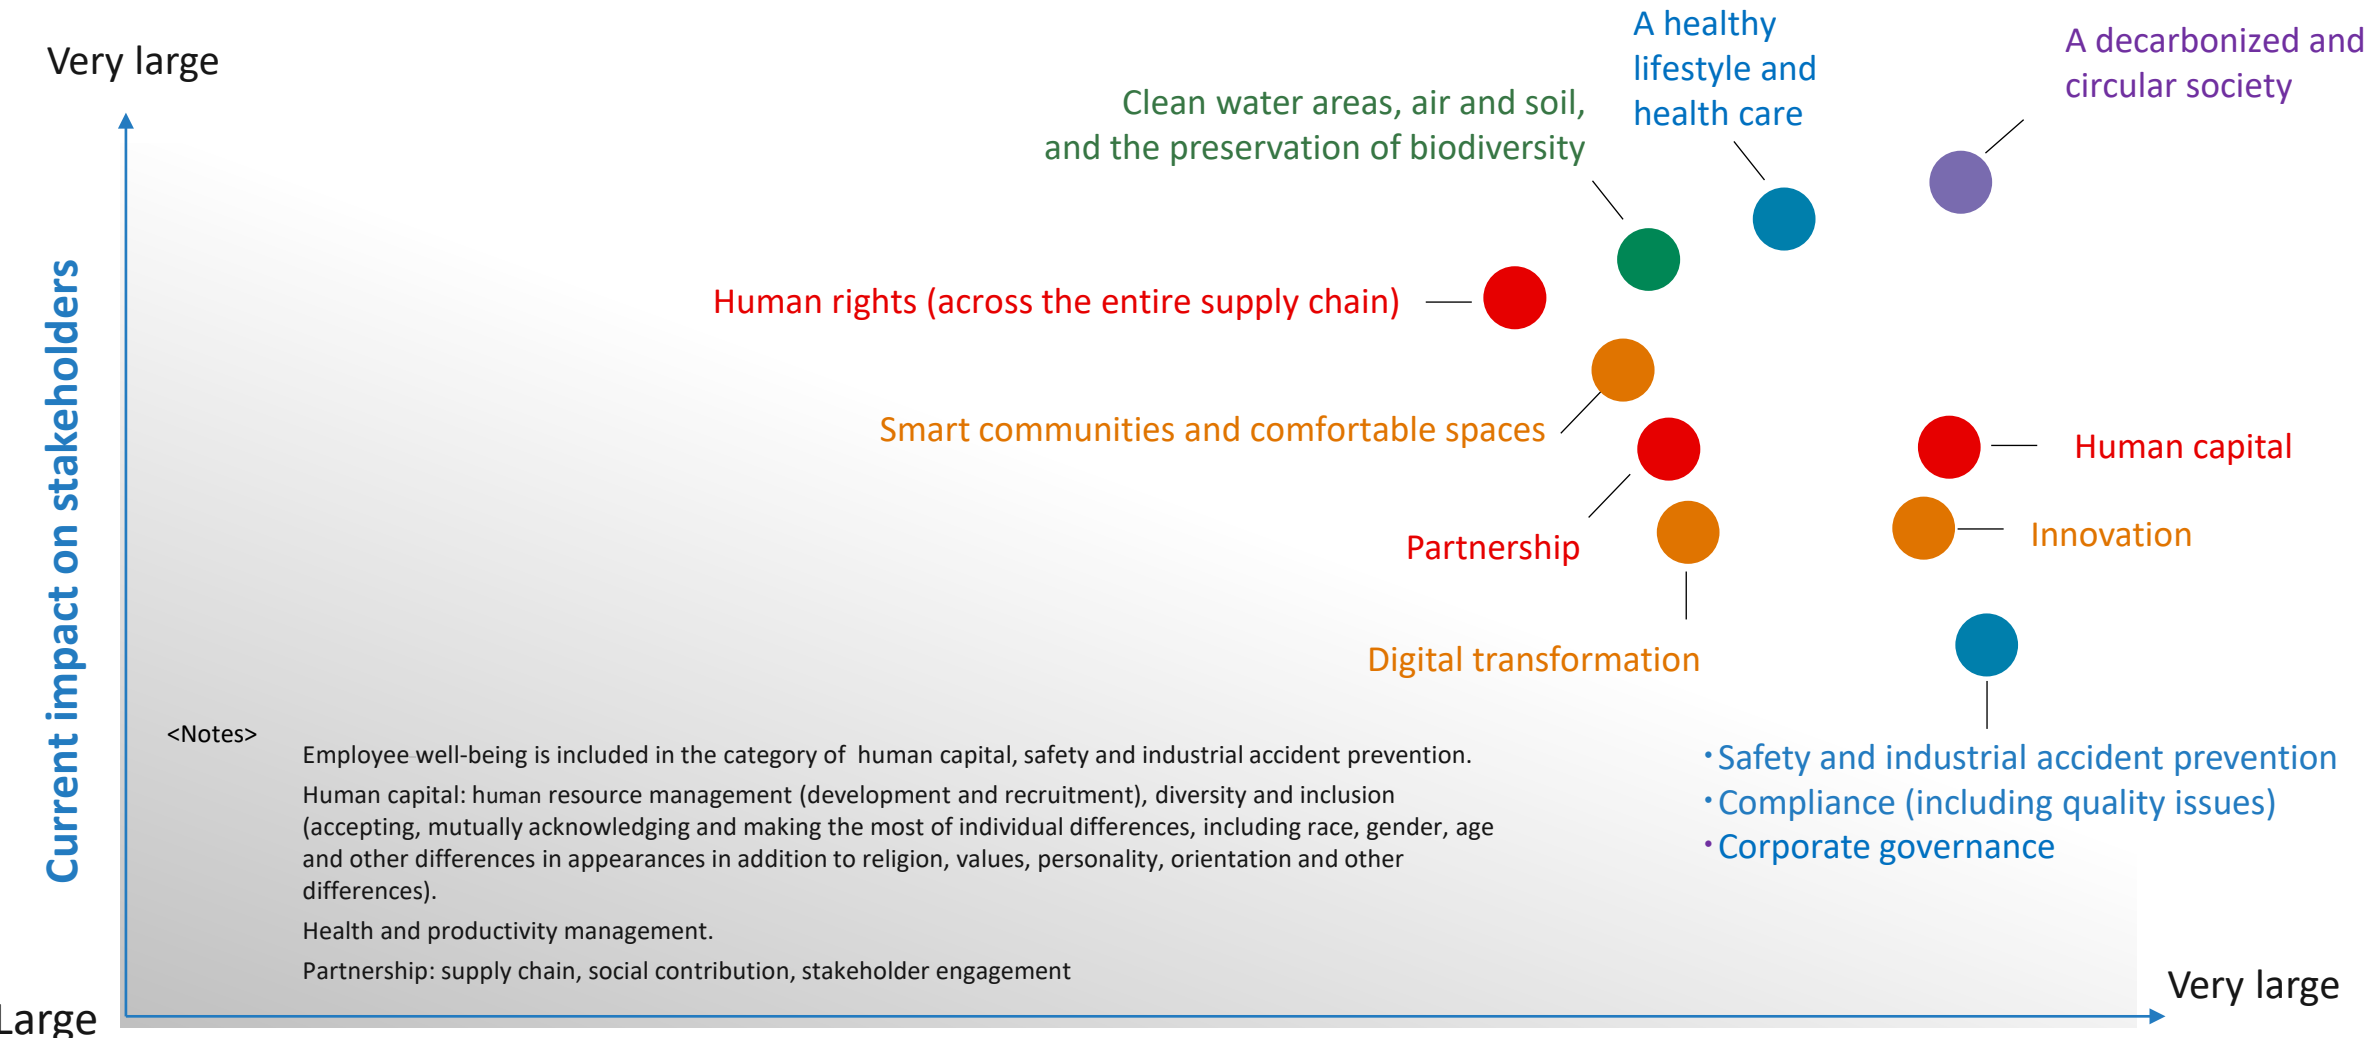 Very large
Current impact on stakeholders
A healthy
lifestyle and
health care
A decarbonized and
circular society
Clean water areas, air and soil,
and the preservation of biodiversity
Human rights (across the entire supply chain)
Smart communities and comfortable spaces
Human capital
Partnership
Innovation
Digital transformation
・Safety and industrial accident prevention
・Compliance (including quality issues)
・Corporate governance
<Notes>
Employee well-being is included in the category of human capital, safety and industrial accident prevention.
Human capital: human resource management (development and recruitment), diversity and inclusion
(accepting, mutually acknowledging and making the most of individual differences, including race, gender, age
and other differences in appearances in addition to religion, values, personality, orientation and other
differences).
Health and productivity management.
Partnership: supply chain, social contribution, stakeholder engagement
Very large
Large